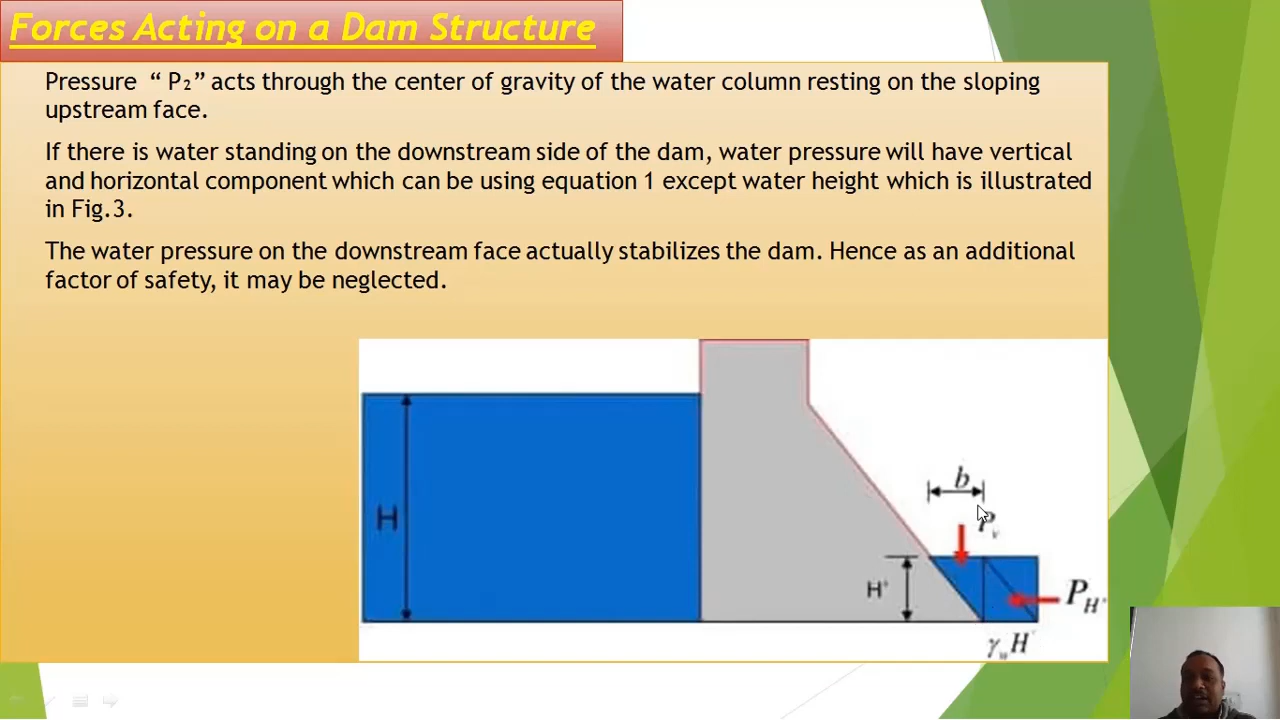 Forces Acting on a Dam Structure
Pressure “ P₂” acts through the center of gravity of the water column resting on the sloping
upstream face.
If there is water standing on the downstream side of the dam, water pressure will have vertical
and horizontal component which can be using equation 1 except water height which is illustrated
in Fig.3.
The water pressure on the downstream face actually stabilizes the dam. Hence as an additional
factor of safety, it may be neglected.
b
Pᵥ
H
H'
P_H'
γ_w H'